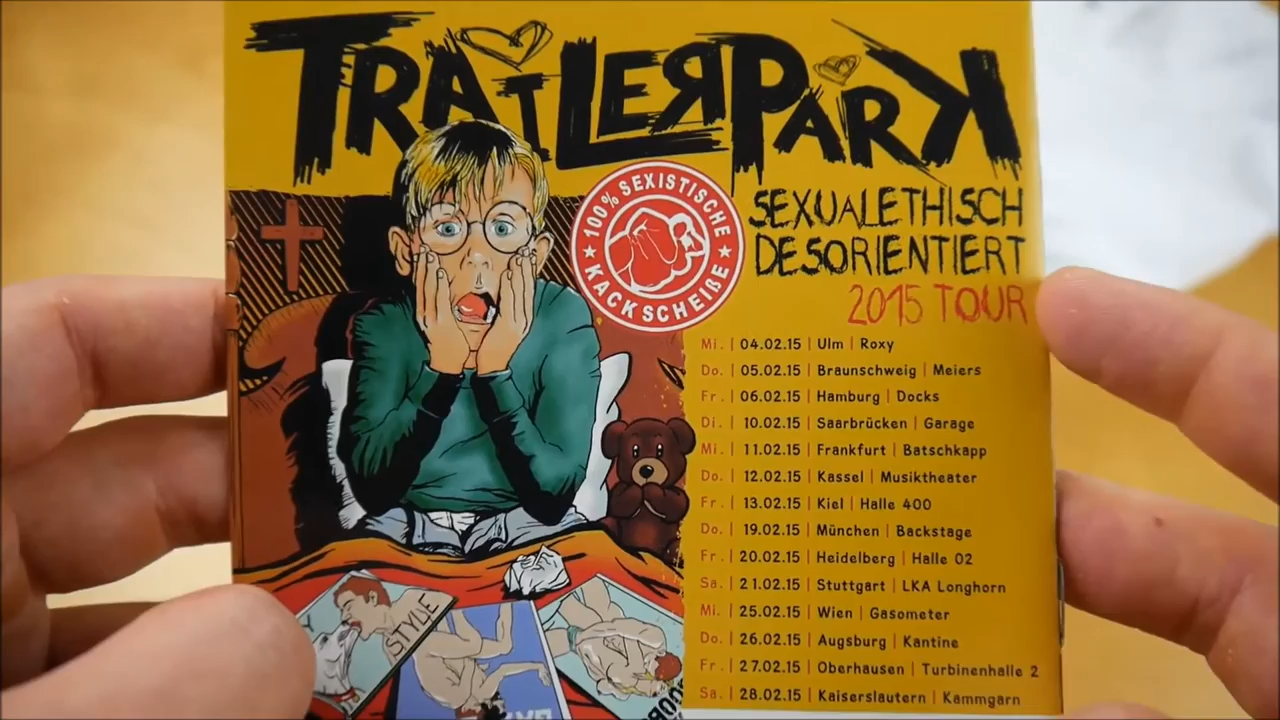 TRAILERPARK
100% SEXISTISCHE
KACKSCHEIẞE
SEXUALETHISCH
DESORIENTIERT
2015 TOUR
Mi. | 04.02.15 | Ulm | Roxy
Do. | 05.02.15 | Braunschweig | Meiers
Fr. | 06.02.15 | Hamburg | Docks
Di. | 10.02.15 | Saarbrücken | Garage
Mi. | 11.02.15 | Frankfurt | Batschkapp
Do. | 12.02.15 | Kassel | Musiktheater
Fr. | 13.02.15 | Kiel | Halle 400
Do. | 19.02.15 | München | Backstage
Fr. | 20.02.15 | Heidelberg | Halle 02
Sa. | 21.02.15 | Stuttgart | LKA Longhorn
Mi. | 25.02.15 | Wien | Gasometer
Do. | 26.02.15 | Augsburg | Kantine
Fr. | 27.02.15 | Oberhausen | Turbinenhalle 2
Sa. | 28.02.15 | Kaiserslautern | Kammgarn
STYLE